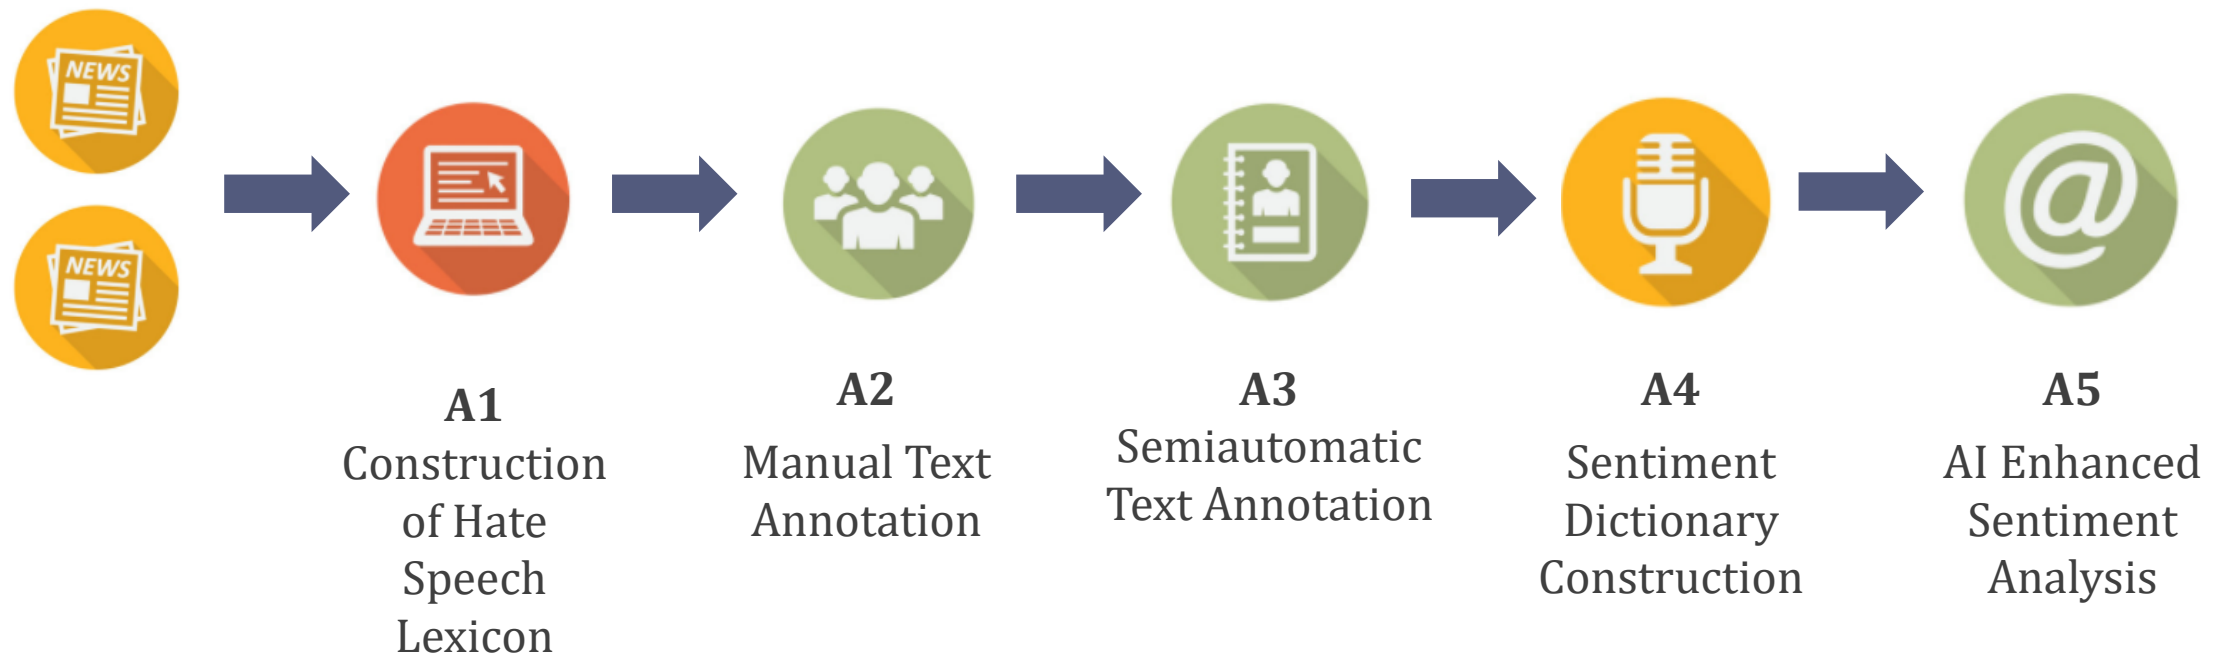 NEWS
NEWS
A1
Construction
of Hate
Speech
Lexicon
A2
Manual Text
Annotation
A3
Semiautomatic
Text Annotation
A4
Sentiment
Dictionary
Construction
@
A5
AI Enhanced
Sentiment
Analysis